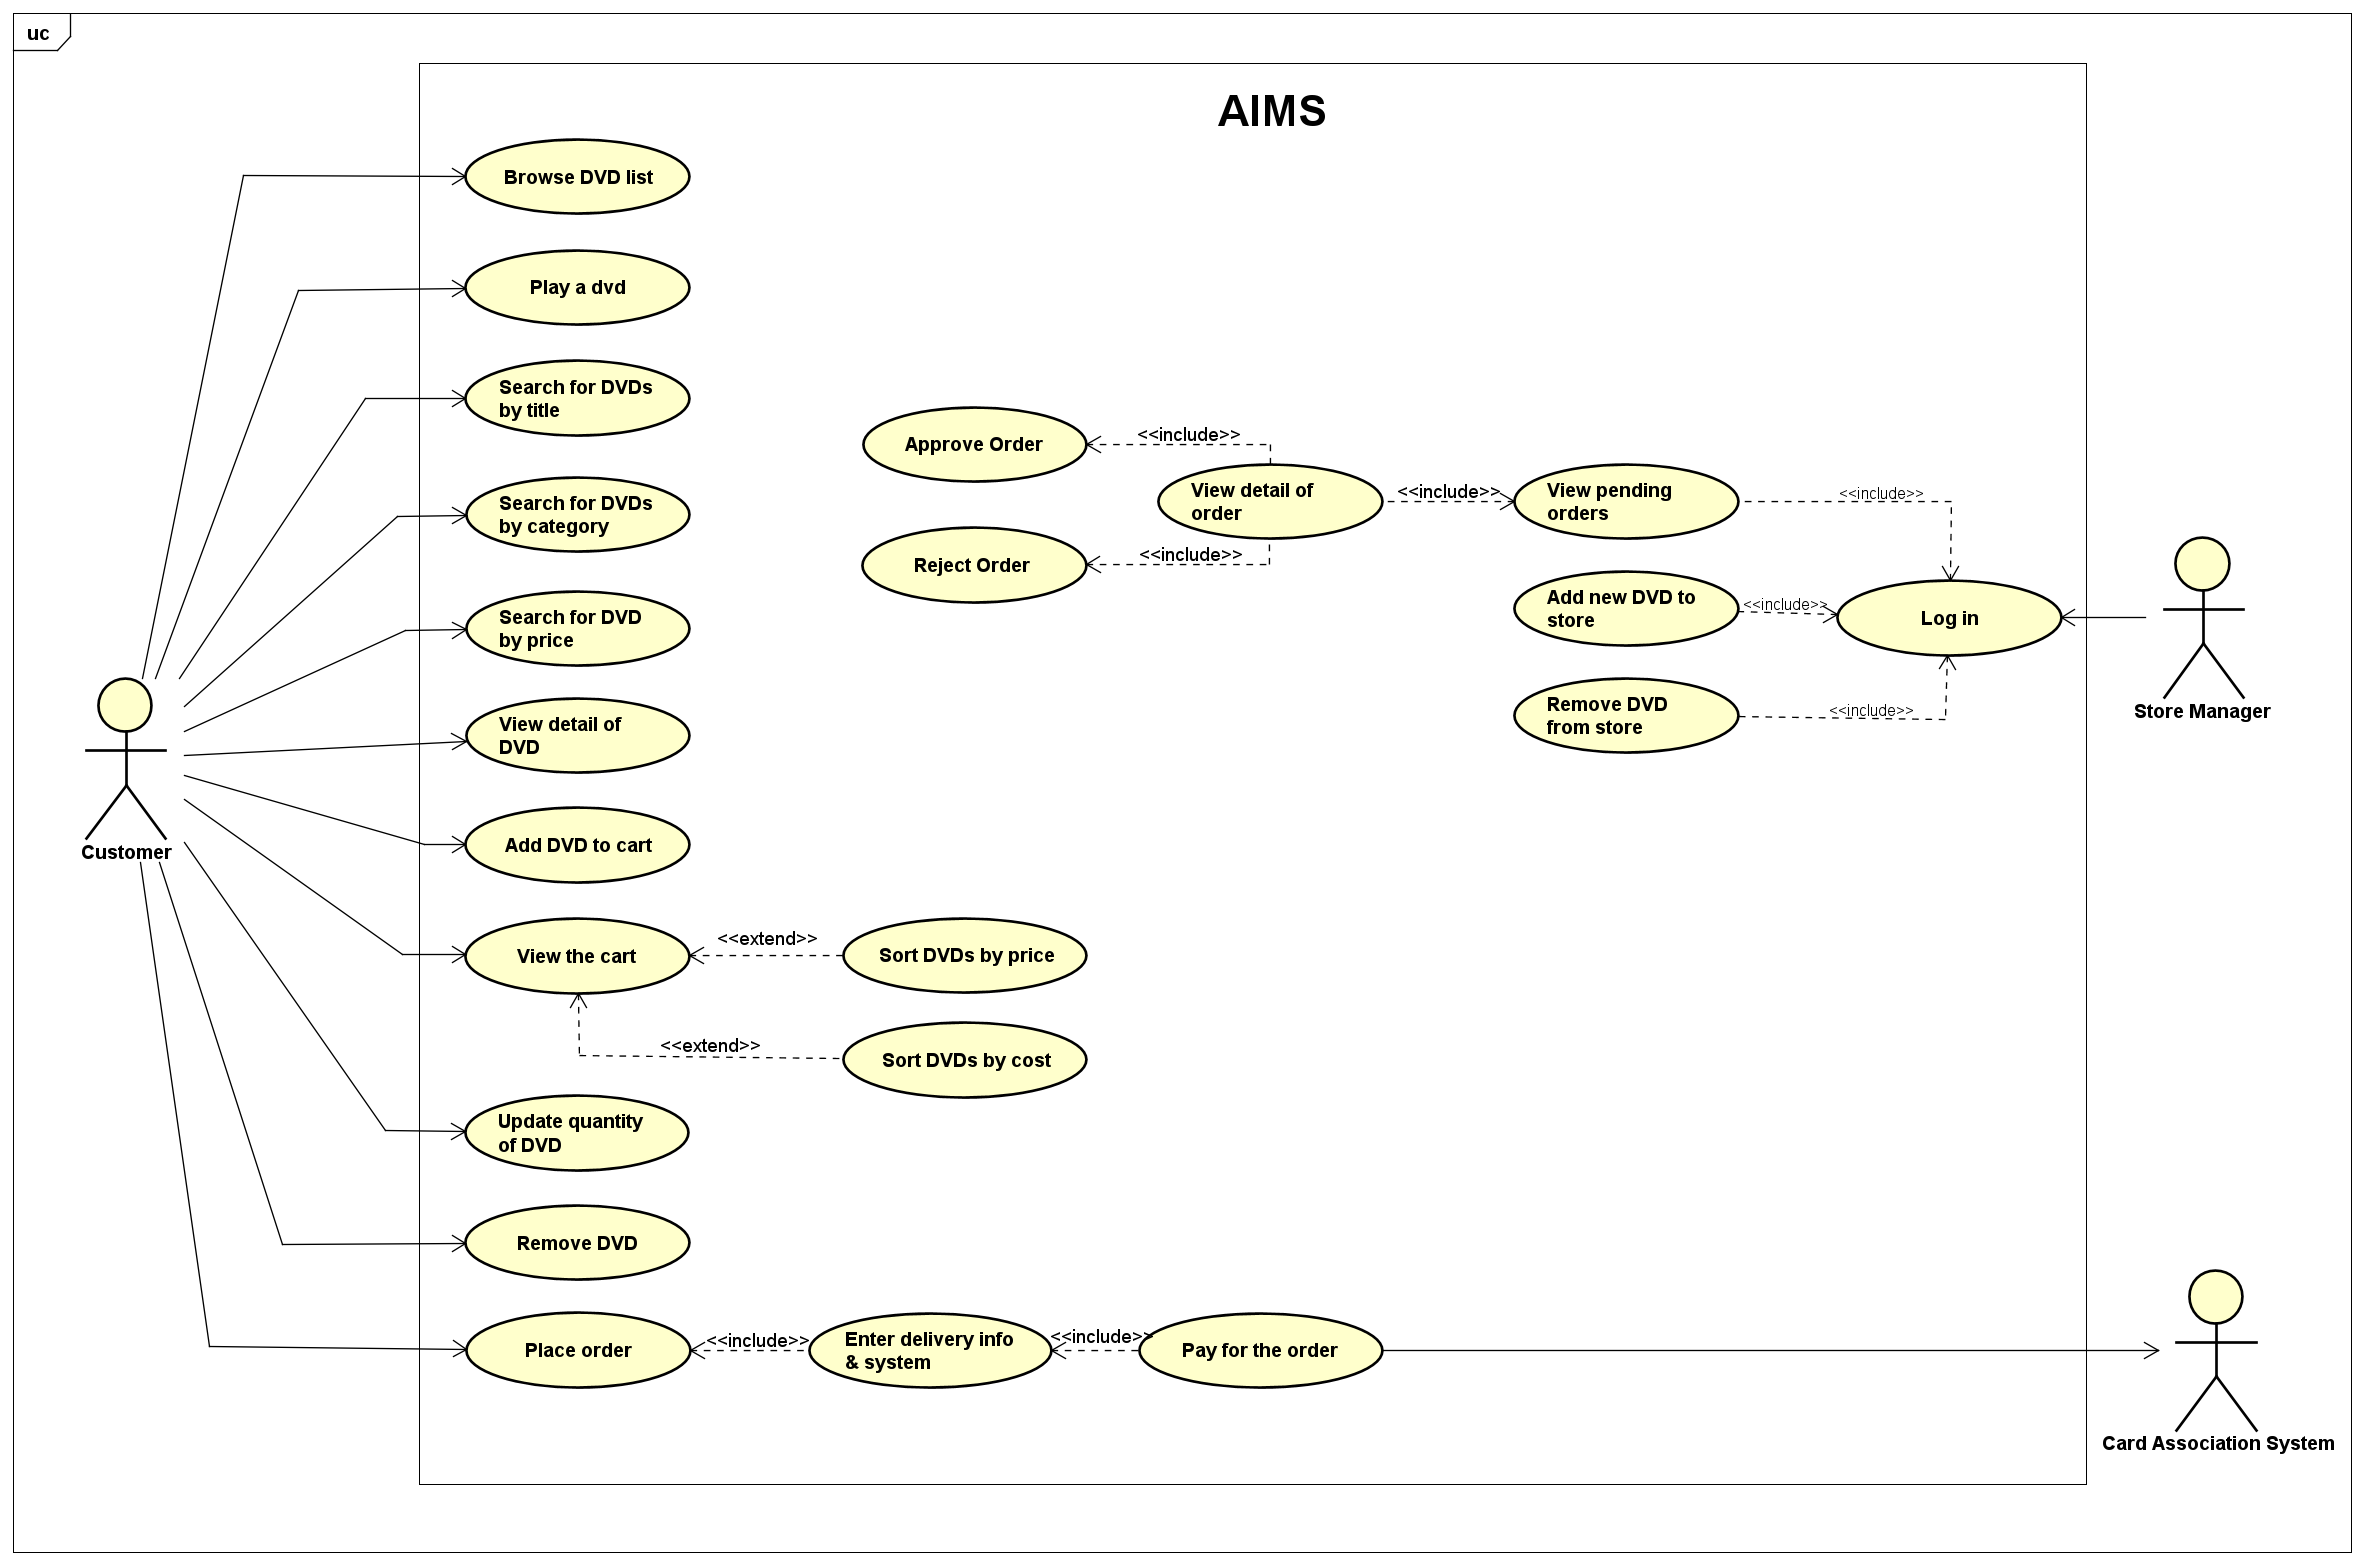 uc
AIMS
Browse DVD list
Play a dvd
Search for DVDs
by title
Search for DVDs
by category
Search for DVD
by price
View detail of
DVD
Add DVD to cart
View the cart
<<extend>>
Sort DVDs by price
<<extend>>
Sort DVDs by cost
Update quantity
of DVD
Remove DVD
Place order
<<include>>
Enter delivery info
& system
<<include>>
Pay for the order
Customer
Approve Order
<<include>>
Reject Order
<<include>>
View detail of
order
<<include>>
View pending
orders
<<include>>
Add new DVD to
store
<<include>>
Remove DVD
from store
<<include>>
Log in
Store Manager
Card Association System